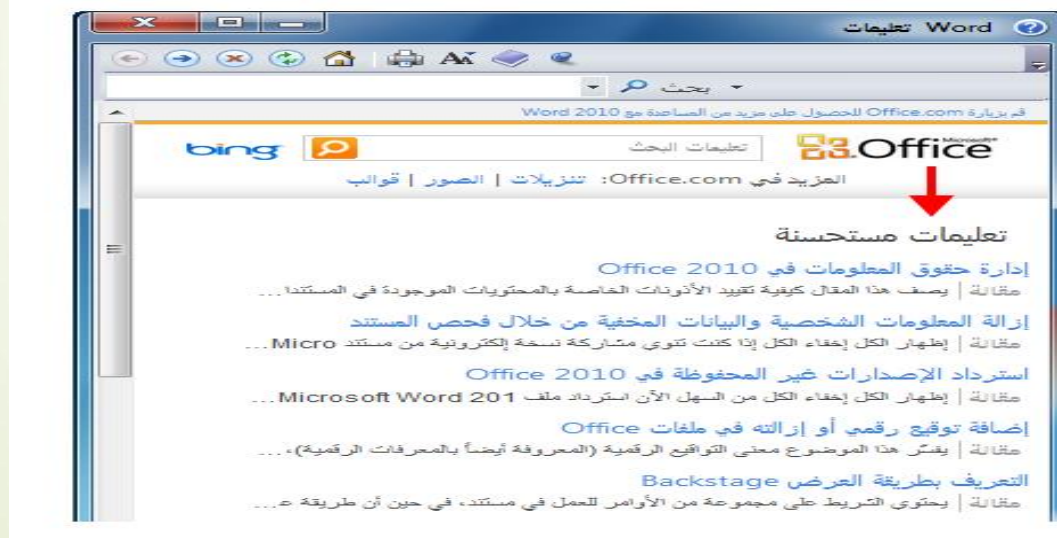 تعليمات Word
بحث
قم بزيارة Office.com للحصول على مزيد من المساعدة مع Word 2010
Microsoft®
Office
تعليمات البحث
bing
المزيد في Office.com: تنزيلات | الصور | قوالب
تعليمات مستحسنة
إدارة حقوق المعلومات في Office 2010
مقالة | يصف هذا المقال كيفية تقييد الأذونات الخاصة بالمحتويات الموجودة في المستندا...
إزالة المعلومات الشخصية والبيانات المخفية من خلال فحص المستند
مقالة | إظهار الكل إخفاء الكل إذا كنت تنوي مشاركة نسخة إلكترونية من مستند Micro...
استرداد الإصدارات غير المحفوظة في Office 2010
مقالة | إظهار الكل إخفاء الكل من السهل الآن استرداد ملف Microsoft Word 201...
إضافة توقيع رقمي أو إزالته في ملفات Office
مقالة | يفسّر هذا الموضوع معنى التواقيع الرقمية (المعروفة أيضاً بالمعرفات الرقمية)،...
التعريف بطريقة العرض Backstage
مقالة | يحتوي الشريط على مجموعة من الأوامر للعمل في مستند، في حين أن طريقة ع...